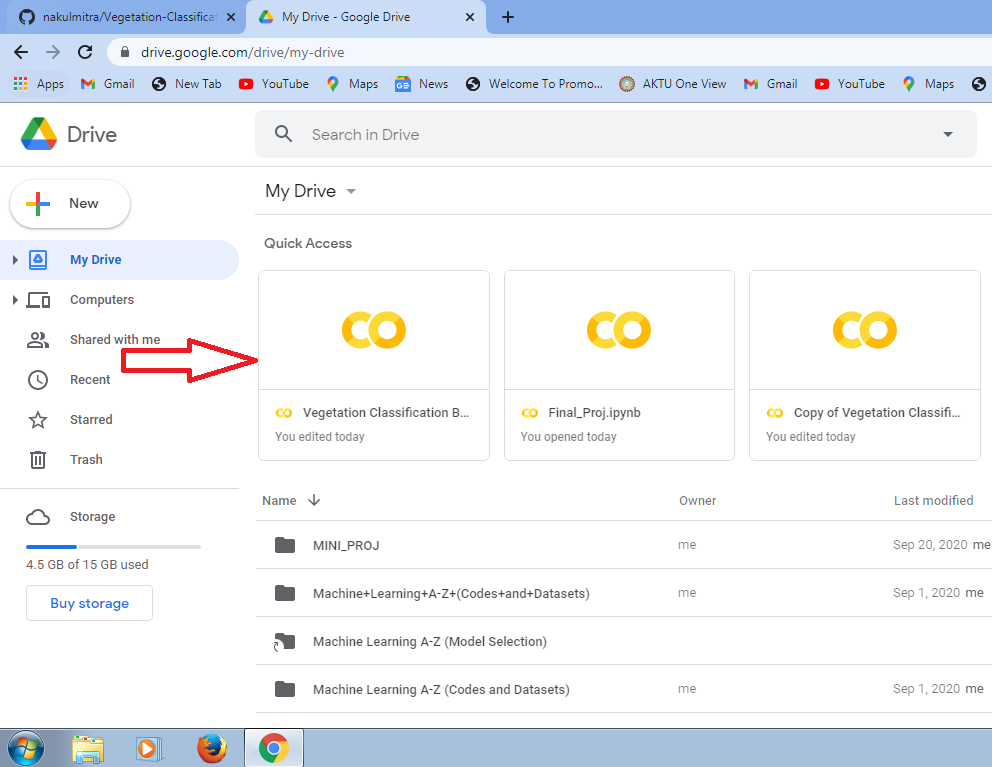 nakulmitra/Vegetation-Classificat
My Drive - Google Drive
drive.google.com/drive/my-drive
Apps
Gmail
New Tab
YouTube
Maps
GE
News
Welcome To Promo...
AKTU One View
Gmail
YouTube
Maps
Drive
Search in Drive
New
My Drive
Computers
Shared with me
Recent
Starred
Trash
Storage
4.5 GB of 15 GB used
Buy storage
My Drive
Quick Access
Vegetation Classification B...
You edited today
Final_Proj.ipynb
You opened today
Copy of Vegetation Classifi...
You edited today
Name Owner Last modified
MINI_PROJ me Sep 20, 2020 me
Machine+Learning+A-Z+(Codes+and+Datasets) me Sep 1, 2020 me
Machine Learning A-Z (Model Selection)
Machine Learning A-Z (Codes and Datasets) me Sep 1, 2020 me